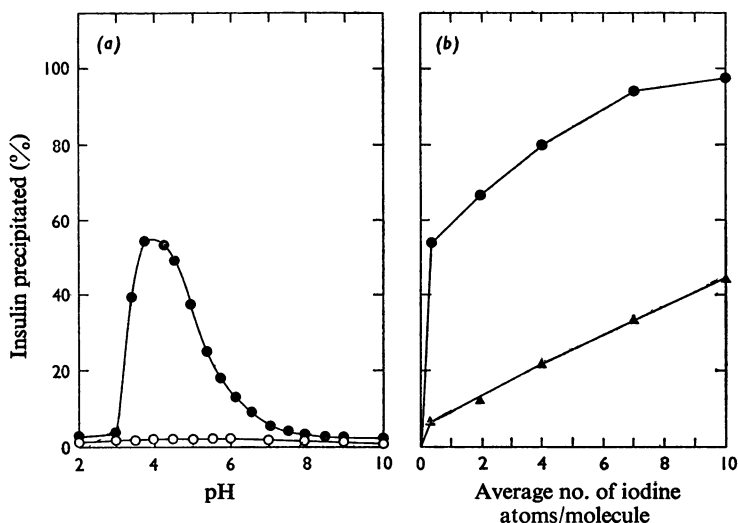 (a)
(b)
Insulin precipitated (%)
100
80
60
40
20
0
2
4
6
8
10
pH
0
2
4
6
8
10
Average no. of iodine
atoms/molecule